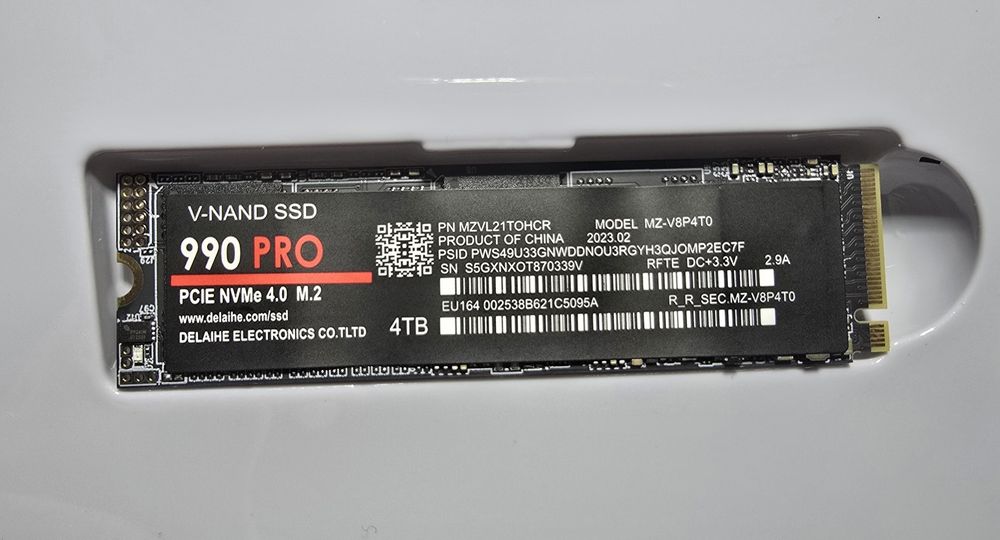 V-NAND SSD
990 PRO
PCIE NVMe 4.0 M.2
www.delaihe.com/ssd
DELAIHE ELECTRONICS CO.TLTD
4TB
PN MZVL21TOHCR MODEL MZ-V8P4T0
PRODUCT OF CHINA 2023.02
PSID PWS49U33GNWDDNOU3RGYH3QJOMP2EC7F
SN S5GXNXOT870339V RFTE DC+3.3V 2.9A
EU164 002538B621C5095A R_R_SEC.MZ-V8P4T0